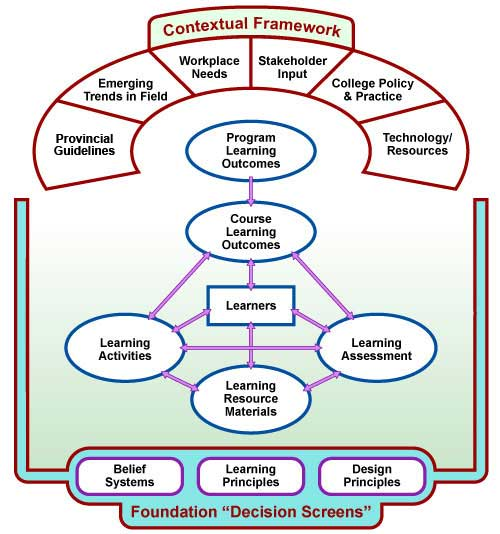 Contextual Framework
Provincial
Guidelines
Emerging
Trends in Field
Workplace
Needs
Stakeholder
Input
College Policy
& Practice
Technology/
Resources
Program
Learning
Outcomes
Course
Learning
Outcomes
Learners
Learning
Activities
Learning
Assessment
Learning
Resource
Materials
Belief
Systems
Learning
Principles
Design
Principles
Foundation “Decision Screens”